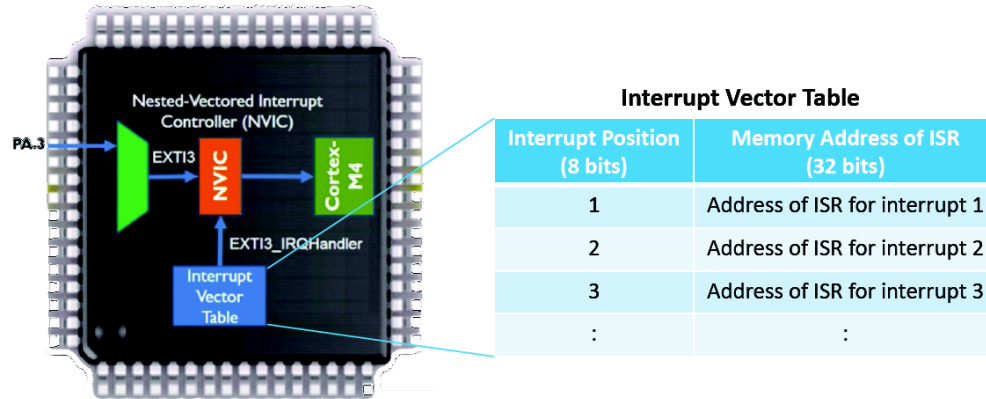 Nested-Vectored Interrupt
Controller (NVIC)
PA.3
EXTI3
NVIC
Cortex-
M4
EXTI3_IRQHandler
Interrupt
Vector
Table
Interrupt Vector Table
Interrupt Position
(8 bits)
Memory Address of ISR
(32 bits)
1
Address of ISR for interrupt 1
2
Address of ISR for interrupt 2
3
Address of ISR for interrupt 3
:
: